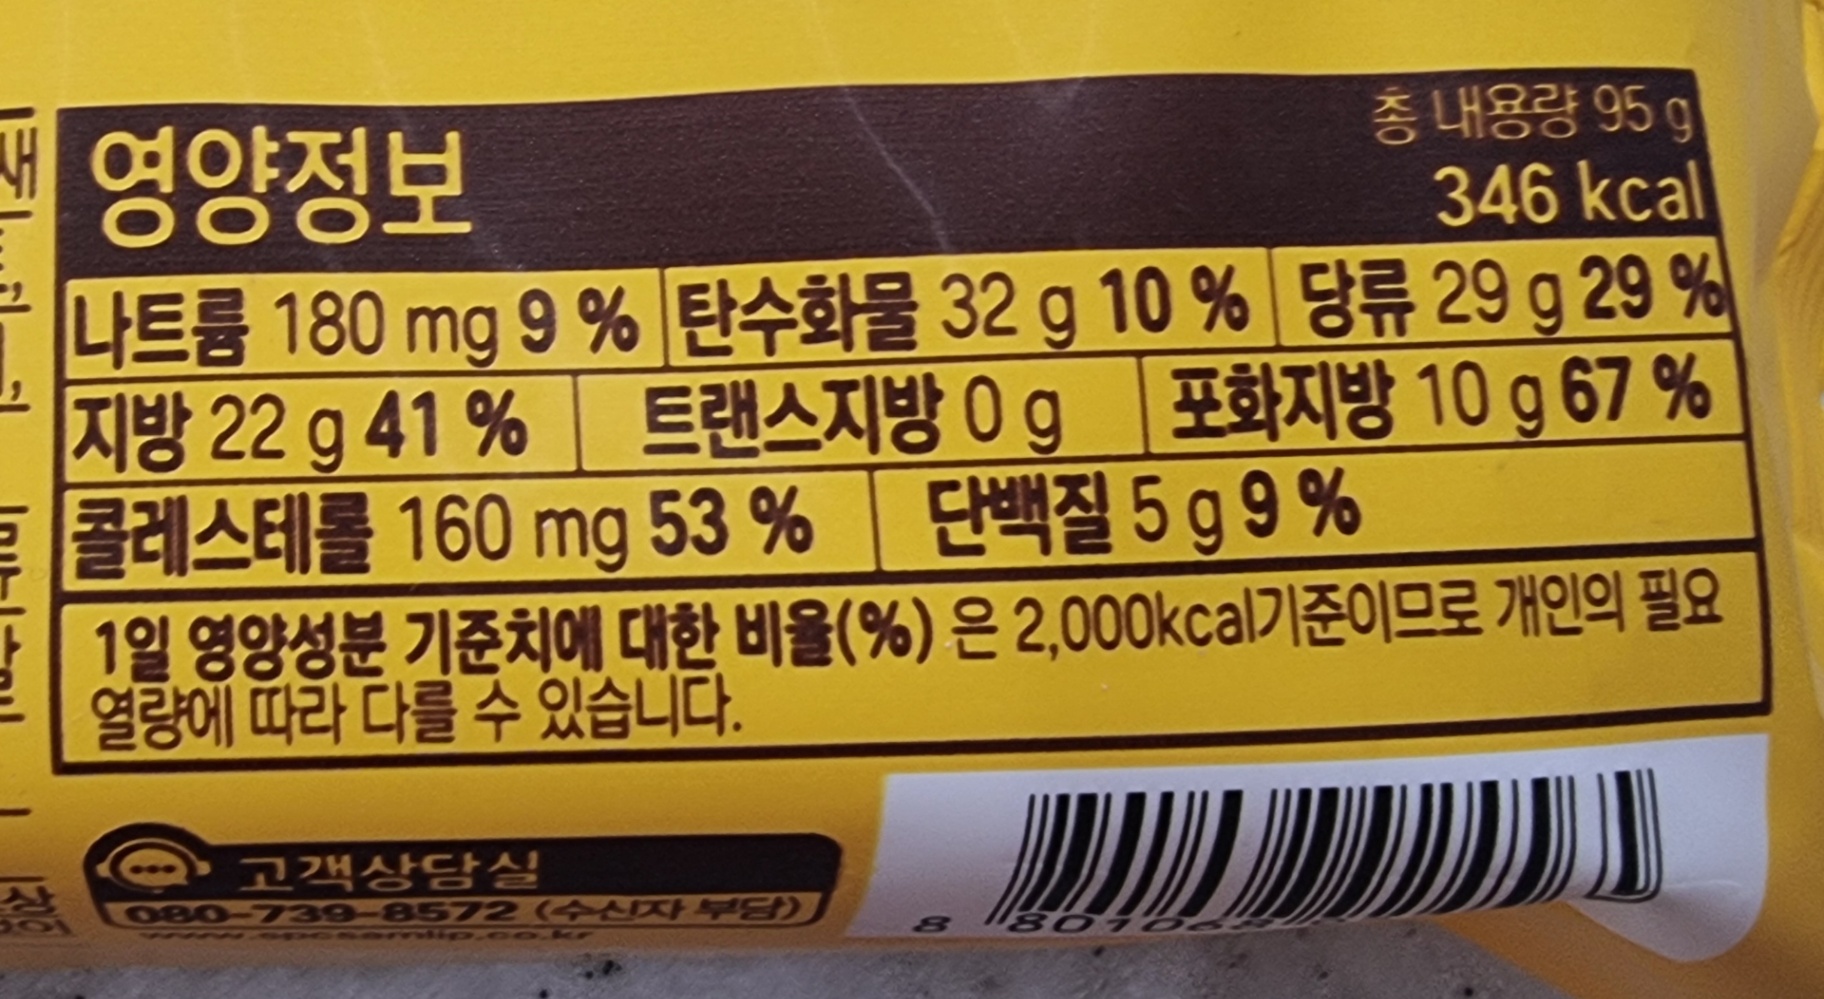 영양정보
총 내용량 95 g
346 kcal
나트륨 180 mg 9 % 탄수화물 32 g 10 % 당류 29 g 29 %
지방 22 g 41 % 트랜스지방 0 g 포화지방 10 g 67 %
콜레스테롤 160 mg 53 % 단백질 5 g 9 %
1일 영양성분 기준치에 대한 비율(%) 은 2,000kcal기준이므로 개인의 필요
열량에 따라 다를 수 있습니다.
고객상담실
080-739-8572 (수신자 부담)
www.spcsamlip.co.kr